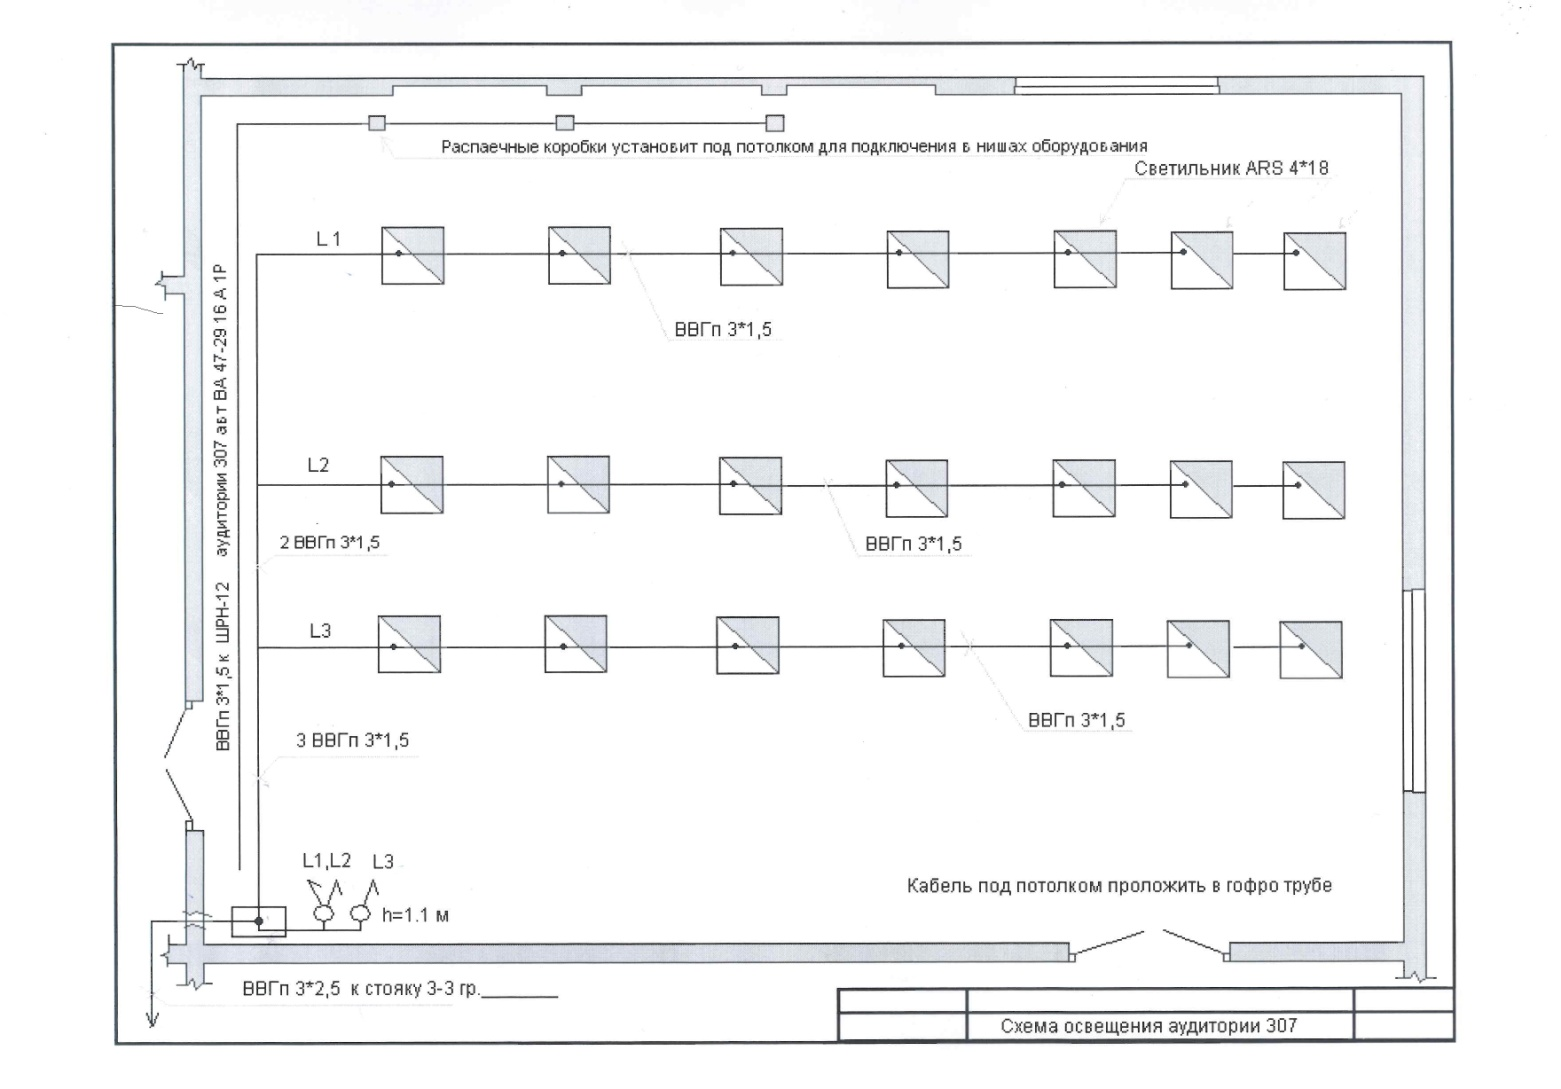 Распаечные коробки установит под потолком для подключения в нишах оборудования
Светильник ARS 4*18
L1
ВВГп 3*1,5
ВВГп 3*1,5 к ШРН-12 аудитории 307 авт ВА 47-29 16 А 1Р
L2
2 ВВГп 3*1,5
ВВГп 3*1,5
L3
ВВГп 3*1,5
3 ВВГп 3*1,5
L1,L2 L3
h=1.1 м
Кабель под потолком проложить в гофро трубе
ВВГп 3*2,5 к стояку 3-3 гр.________
Схема освещения аудитории 307